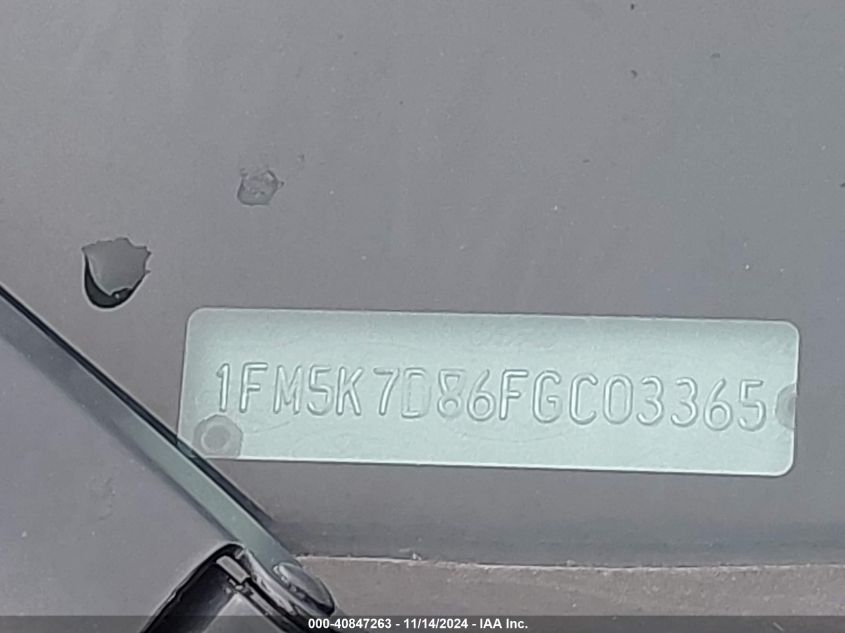 1FM5K7D86FGC03365
000-40847263 - 11/14/2024 - IAA Inc.